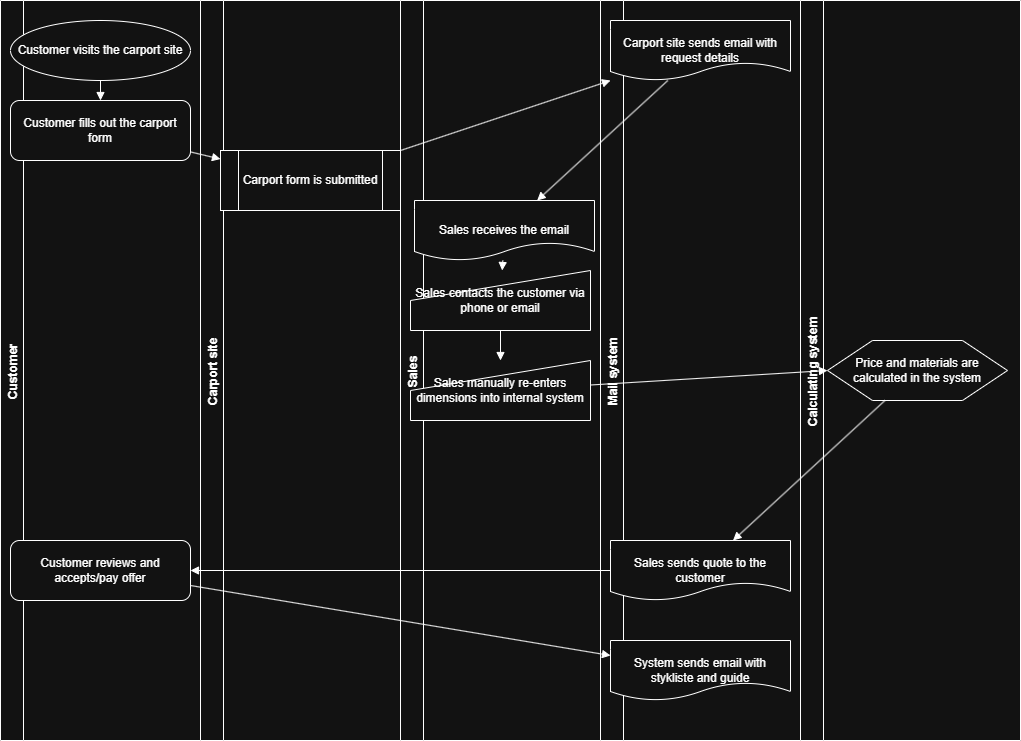 Customer visits the carport site
Carport site sends email with
request details
Customer fills out the carport
form
Carport form is submitted
Sales receives the email
Sales contacts the customer via
phone or email
Customer
Carport site
Sales
Mail system
Calculating system
Price and materials are
calculated in the system
Sales manually re-enters
dimensions into internal system
Customer reviews and
accepts/pay offer
Sales sends quote to the
customer
System sends email with
stykliste and guide